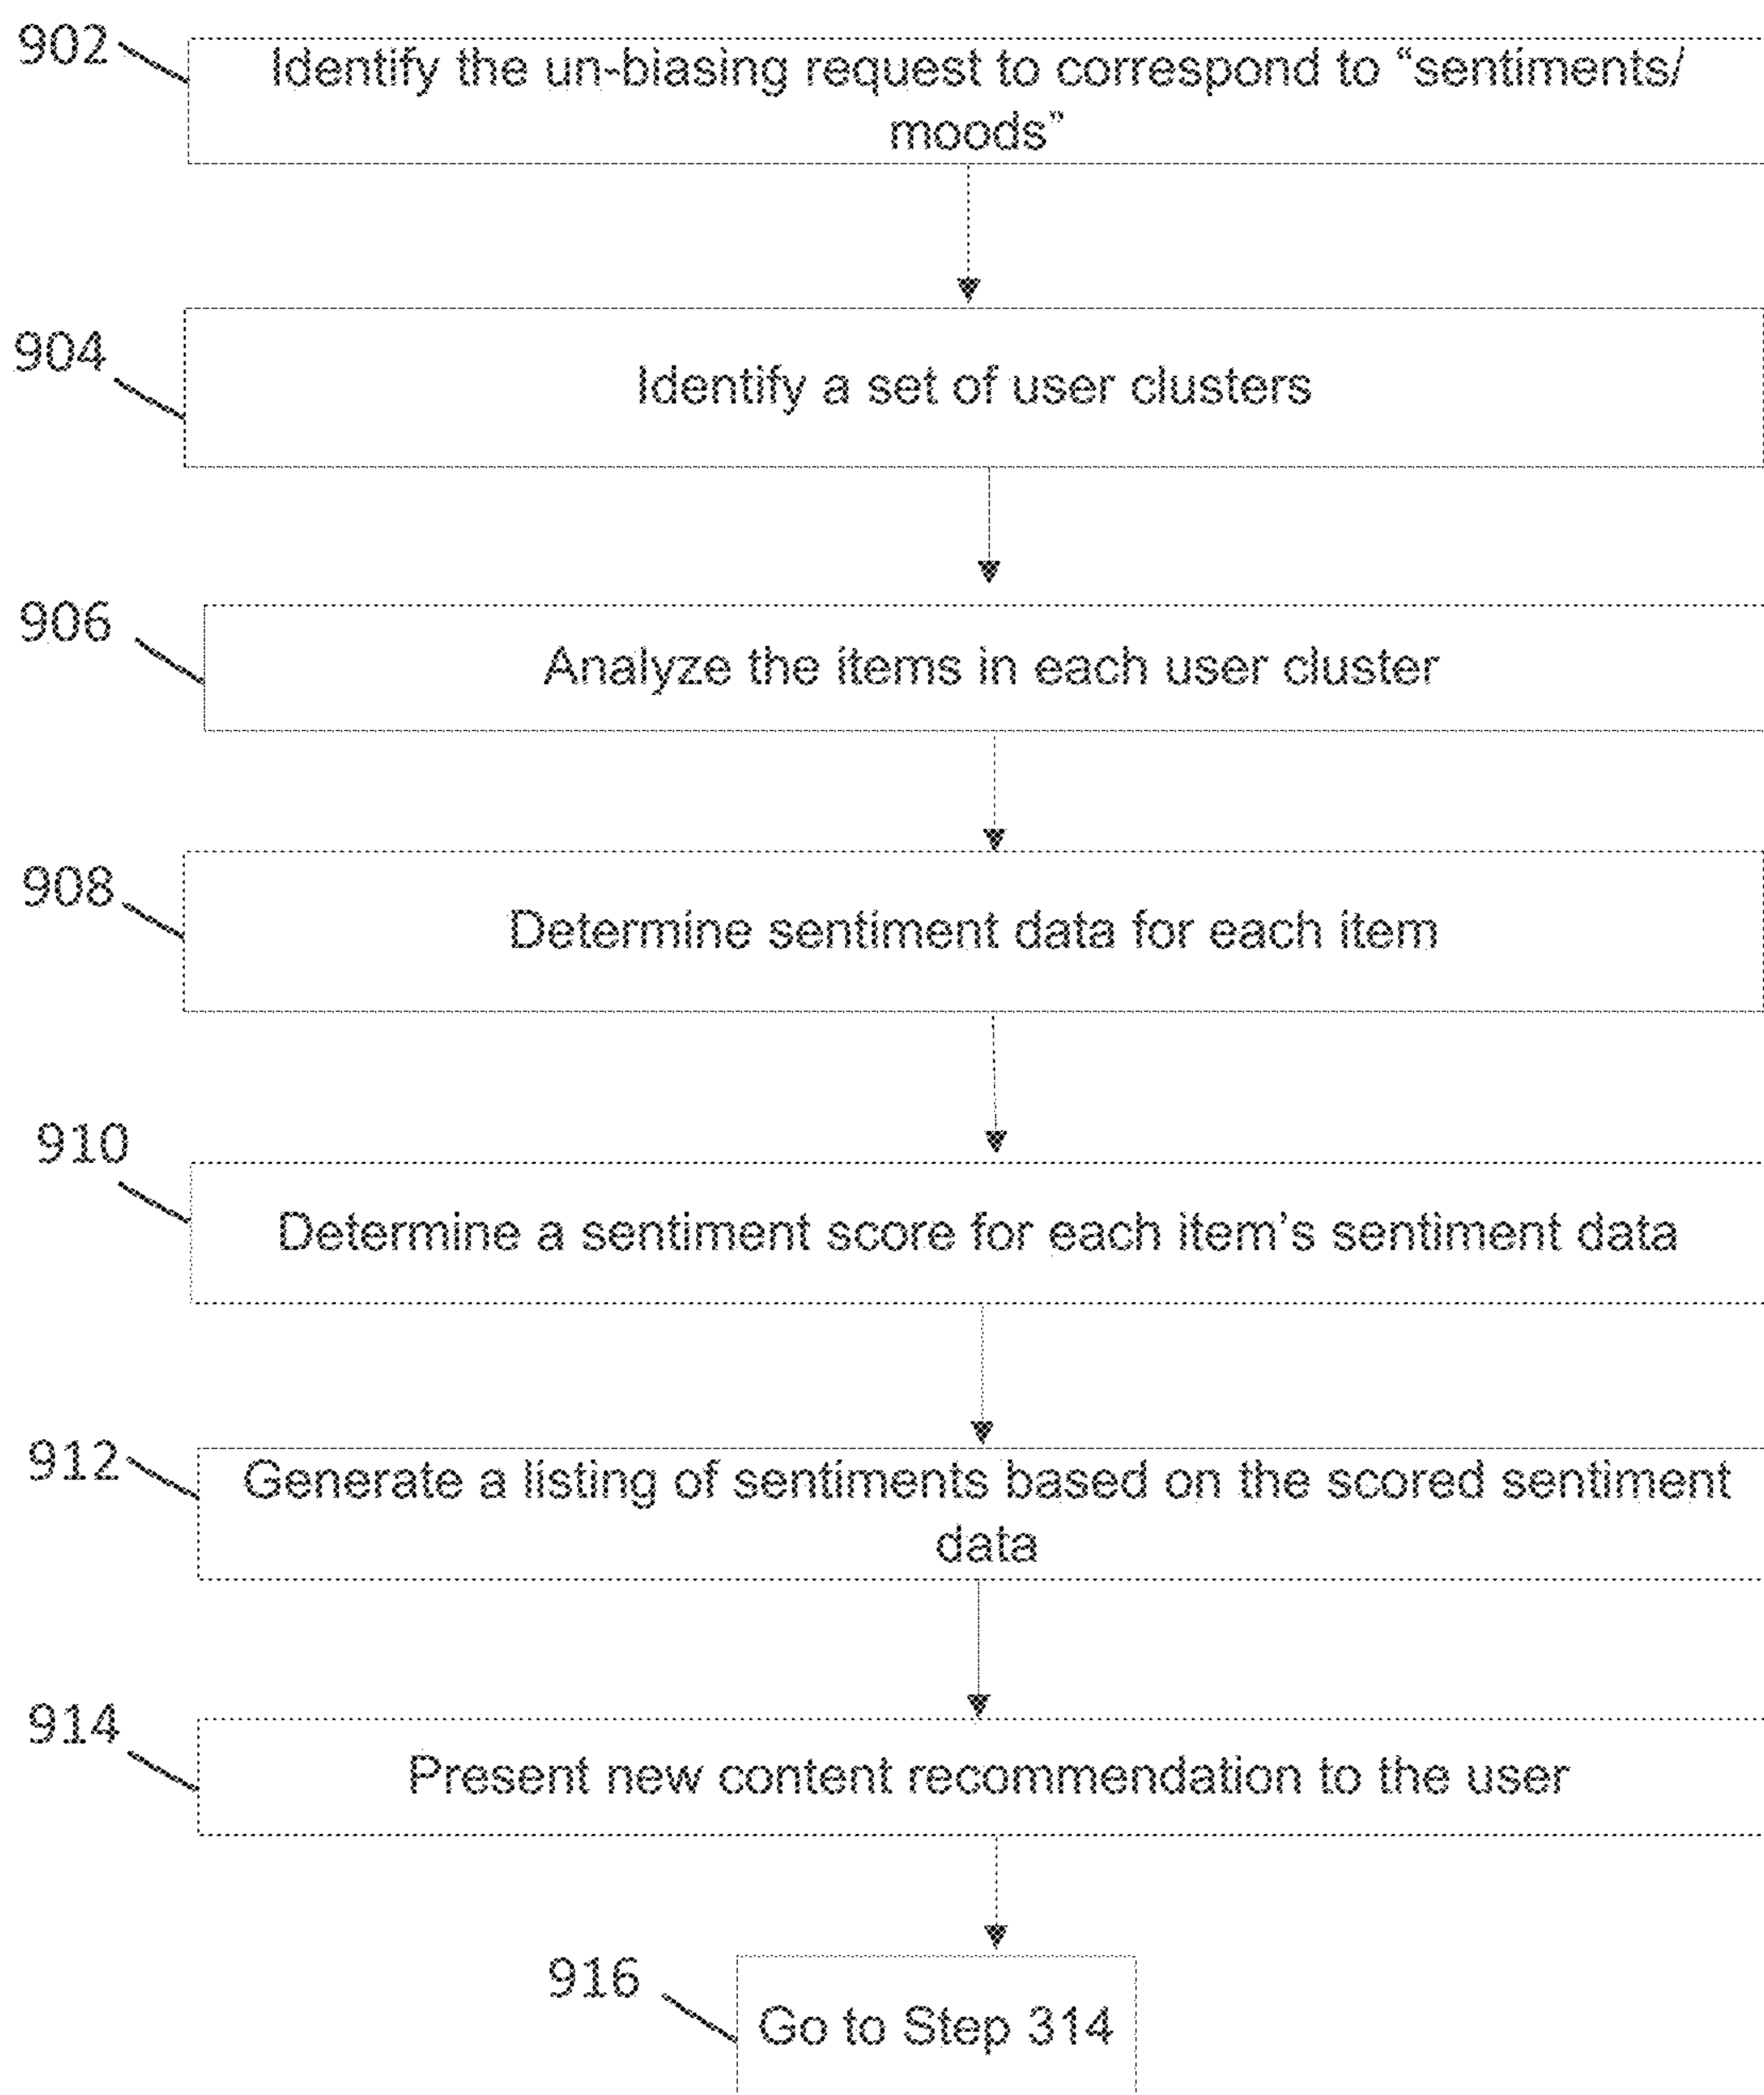 902
Identify the un-biasing request to correspond to “sentiments/
moods”
904
Identify a set of user clusters
906
Analyze the items in each user cluster
908
Determine sentiment data for each item
910
Determine a sentiment score for each item’s sentiment data
912
Generate a listing of sentiments based on the scored sentiment
data
914
Present new content recommendation to the user
916
Go to Step 314